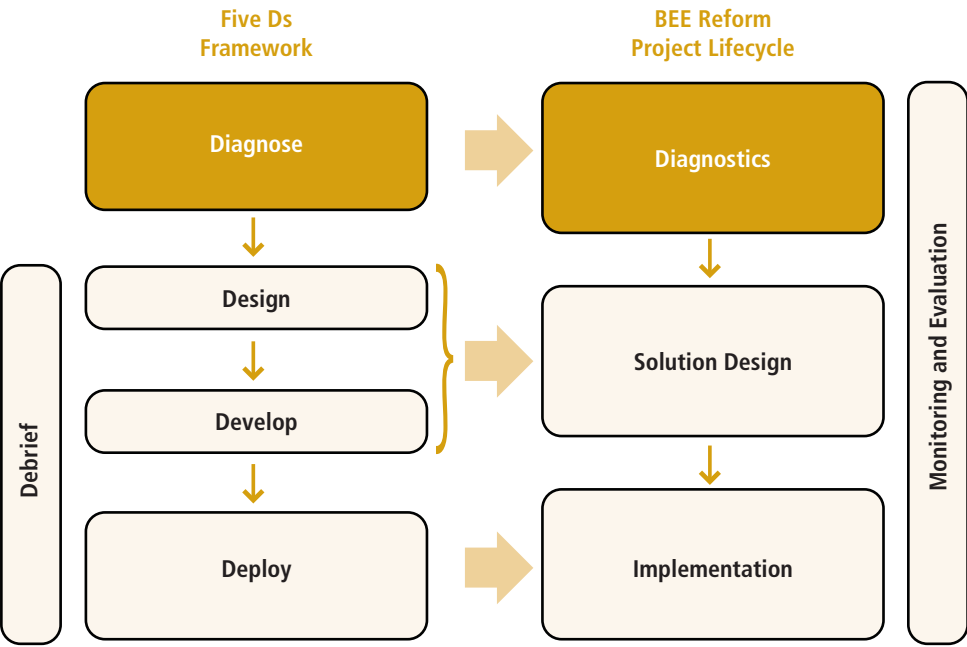 Five Ds
Framework
BEE Reform
Project Lifecycle
Diagnose
Diagnostics
Design
Solution Design
Develop
Debrief
Monitoring and Evaluation
Deploy
Implementation